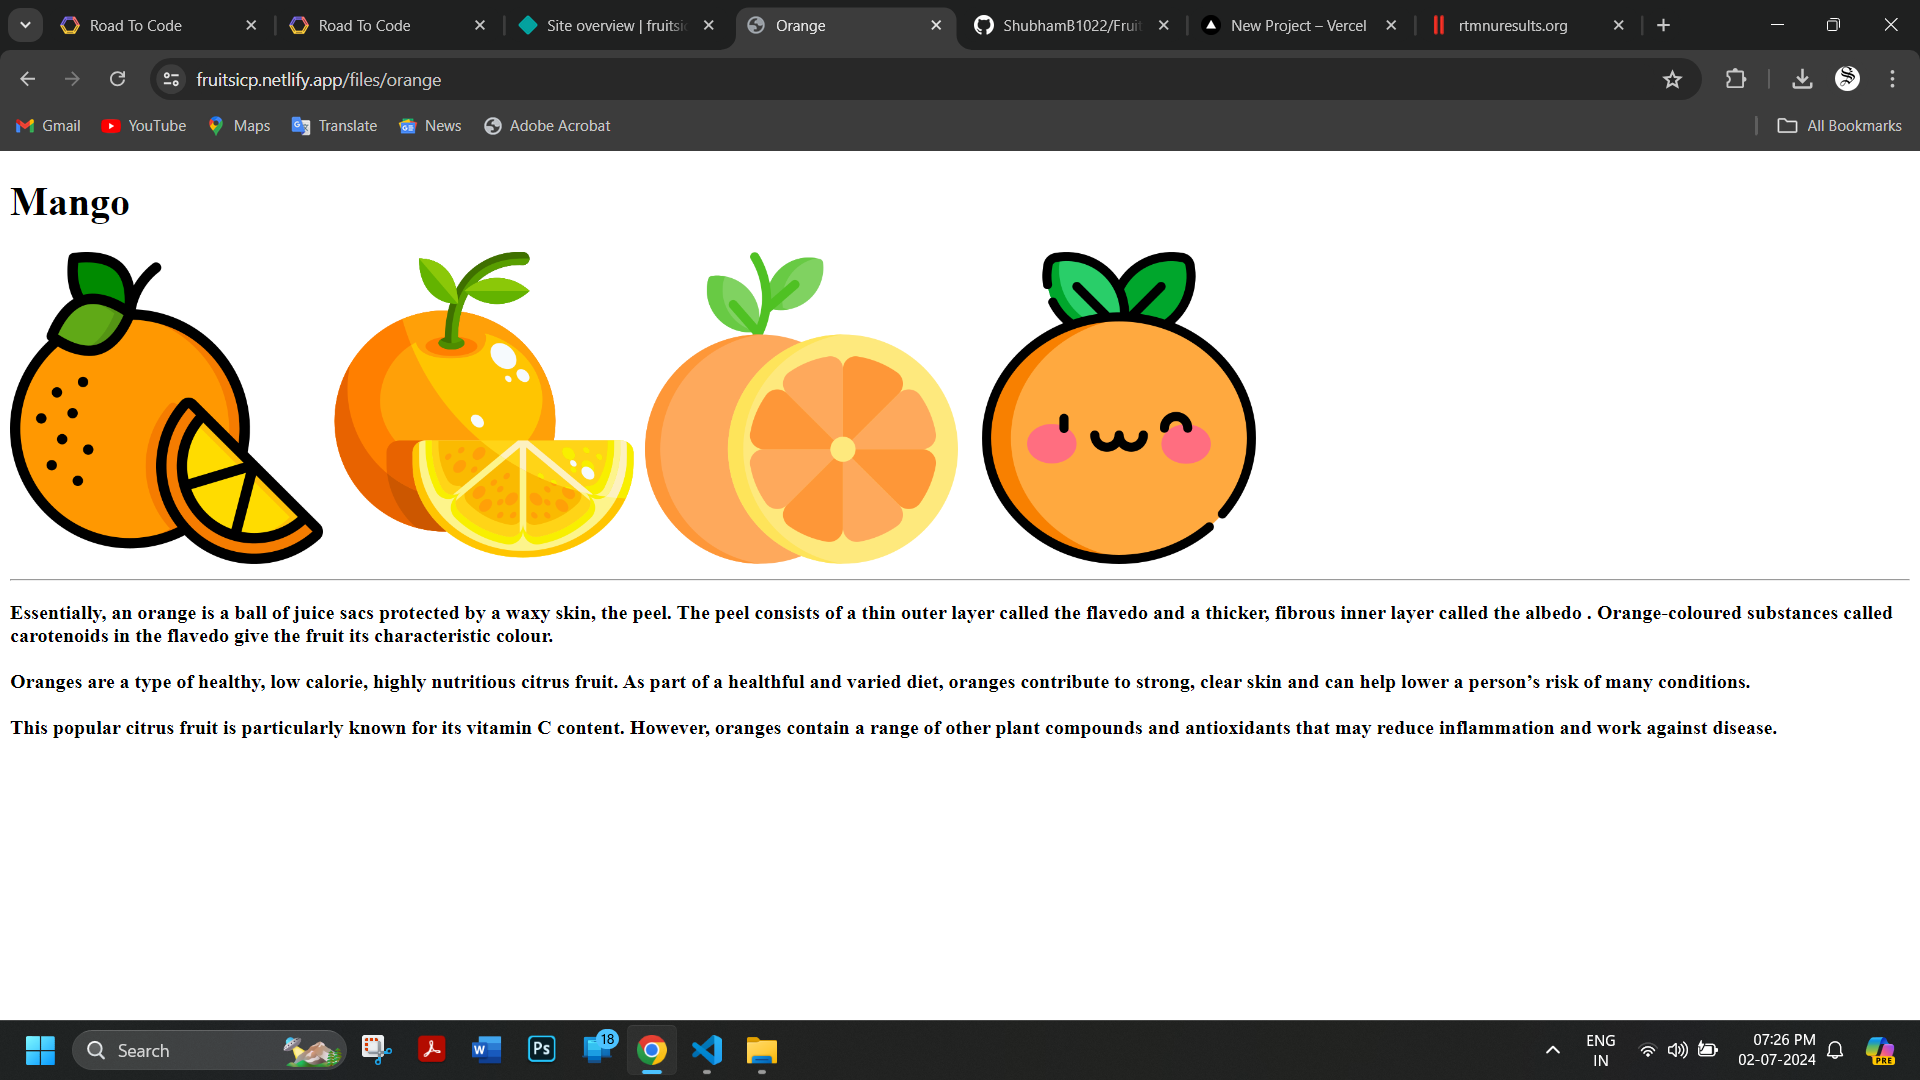 Road To Code
Road To Code
Site overview | fruitsic
Orange
ShubhamB1022/Fruit
New Project – Vercel
rtmnuresults.org
fruitsicp.netlify.app/files/orange
Gmail
YouTube
Maps
Translate
News
Adobe Acrobat
All Bookmarks
Mango
Essentially, an orange is a ball of juice sacs protected by a waxy skin, the peel. The peel consists of a thin outer layer called the flavedo and a thicker, fibrous inner layer called the albedo . Orange-coloured substances called
carotenoids in the flavedo give the fruit its characteristic colour.
Oranges are a type of healthy, low calorie, highly nutritious citrus fruit. As part of a healthful and varied diet, oranges contribute to strong, clear skin and can help lower a person’s risk of many conditions.
This popular citrus fruit is particularly known for its vitamin C content. However, oranges contain a range of other plant compounds and antioxidants that may reduce inflammation and work against disease.
Search
W
Ps
18
ENG
IN
07:26 PM
02-07-2024
PRE